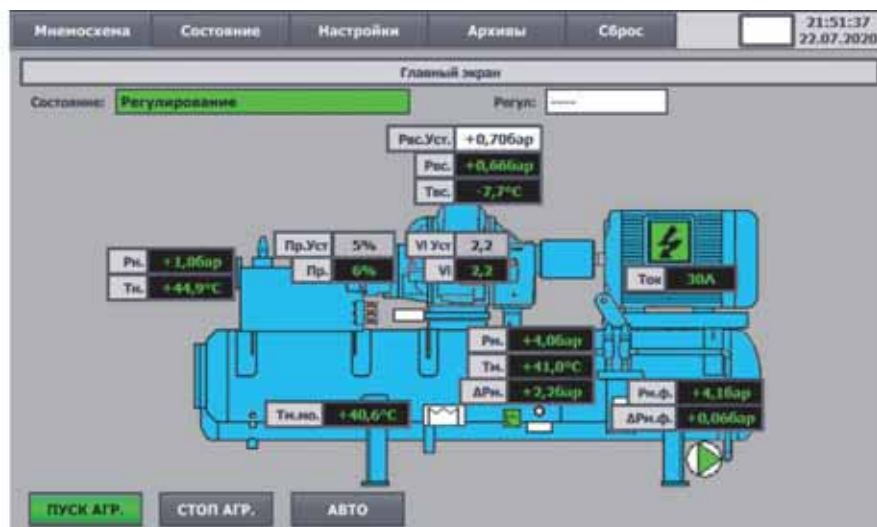 Мнемосхема Состояние Настройки Архивы Сброс 21:51:37
22.07.2020
Главный экран
Состояние: Регулирование Регул: -----
Рвс.Уст. +0,70бар
Рвс. +0,66бар
Твс. -7,7°C
Пр.Уст 5% VI Уст 2,2
Пр. 6% VI 2,2
Рн. +1,0бар
Тн. +44,9°C
Ток 30А
Рм. +4,0бар
Тм. +41,0°C
ΔРм. +2,2бар
Рм.ф. +4,1бар
ΔРм.ф. +0,06бар
Тм.мо. +40,6°C
ПУСК АГР. СТОП АГР. АВТО